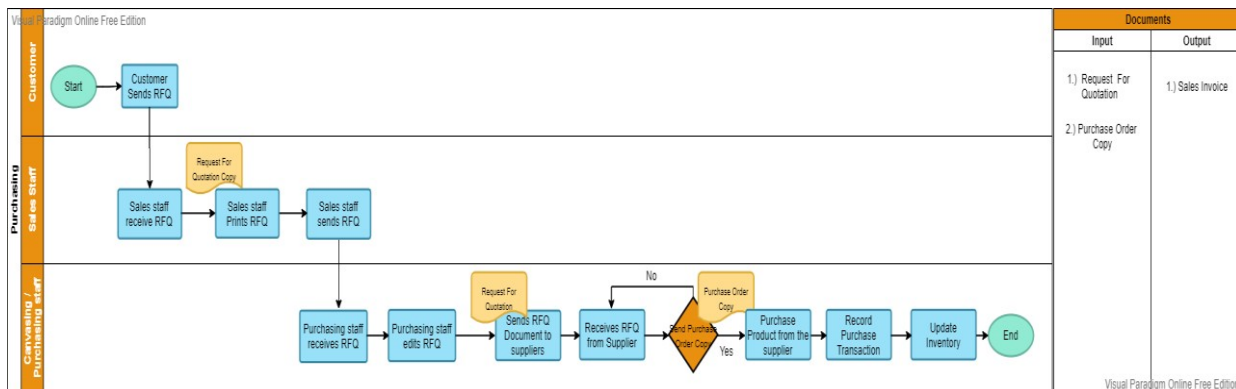 Visual Paradigm Online Free Edition
Purchasing
Customer
Start
Customer
Sends RFQ
Sales Staff
Request For
Quotation Copy
Sales staff
receive RFQ
Sales staff
Prints RFQ
Sales staff
sends RFQ
Canvasing /
Purchasing staff
Purchasing staff
receives RFQ
Purchasing staff
edits RFQ
Request For
Quotation
Sends RFQ
Document to
suppliers
Receives RFQ
from Supplier
No
Purchase Order
Copy
Send Purchase
Order Copy
Yes
Purchase
Product from the
supplier
Record
Purchase
Transaction
Update
Inventory
End
Documents
Input
Output
1.) Request For
Quotation
2.) Purchase Order
Copy
1.) Sales Invoice
Visual Paradigm Online Free Edition